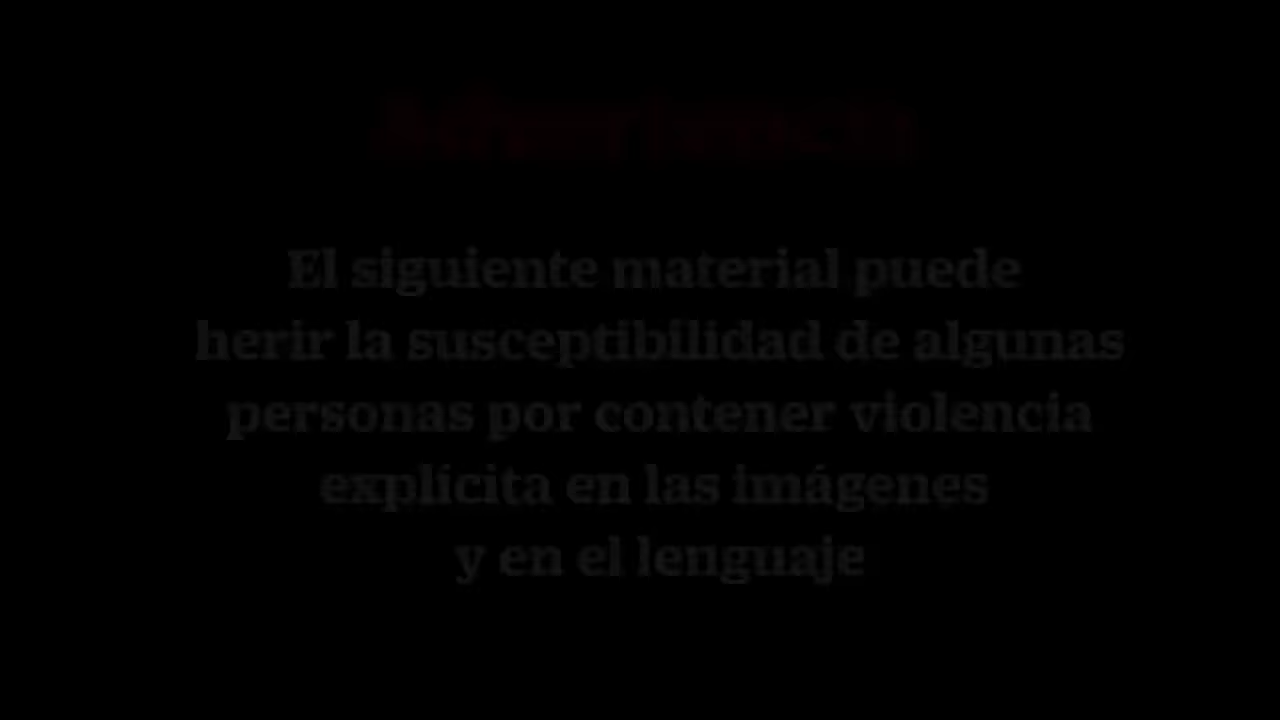 Advertencia
El siguiente material puede
herir la susceptibilidad de algunas
personas por contener violencia
explícita en las imágenes
y en el lenguaje